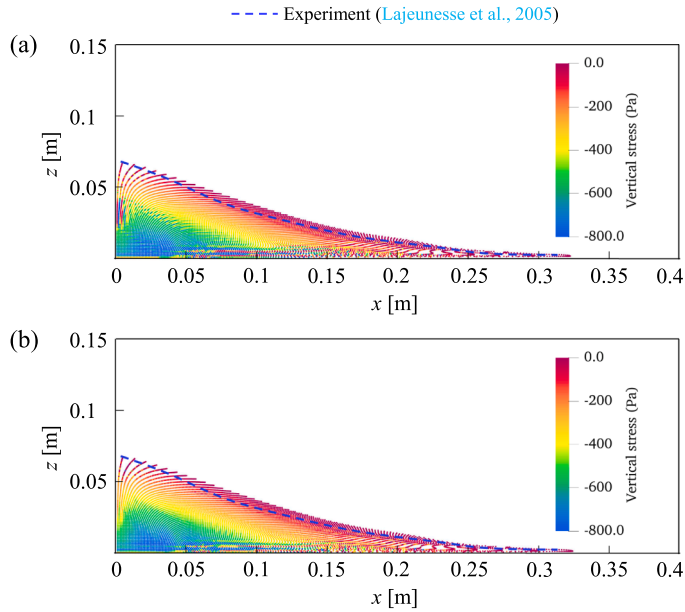 Experiment (Lajeunesse et al., 2005)
(a)
0.15
0.1
0.05
z [m]
0 0.05 0.1 0.15 0.2 0.25 0.3 0.35 0.4
x [m]
0.0
-200
-400
-600
-800.0
Vertical stress (Pa)
(b)
0.15
0.1
0.05
z [m]
0 0.05 0.1 0.15 0.2 0.25 0.3 0.35 0.4
x [m]
0.0
-200
-400
-600
-800.0
Vertical stress (Pa)